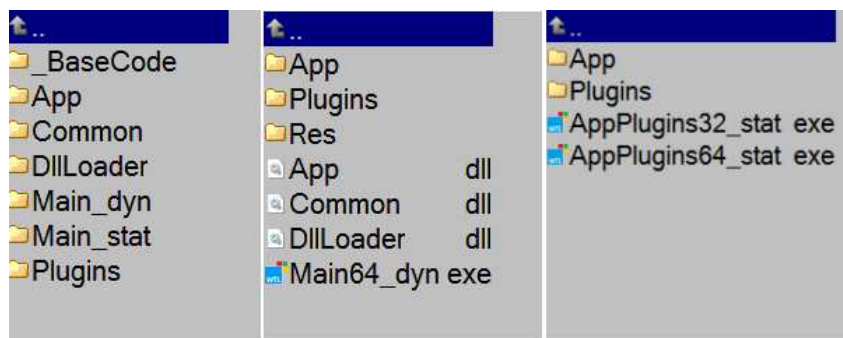 ..
_BaseCode
App
Common
DllLoader
Main_dyn
Main_stat
Plugins
..
App
Plugins
Res
App dll
Common dll
DllLoader dll
Main64_dyn exe
..
App
Plugins
AppPlugins32_stat exe
AppPlugins64_stat exe